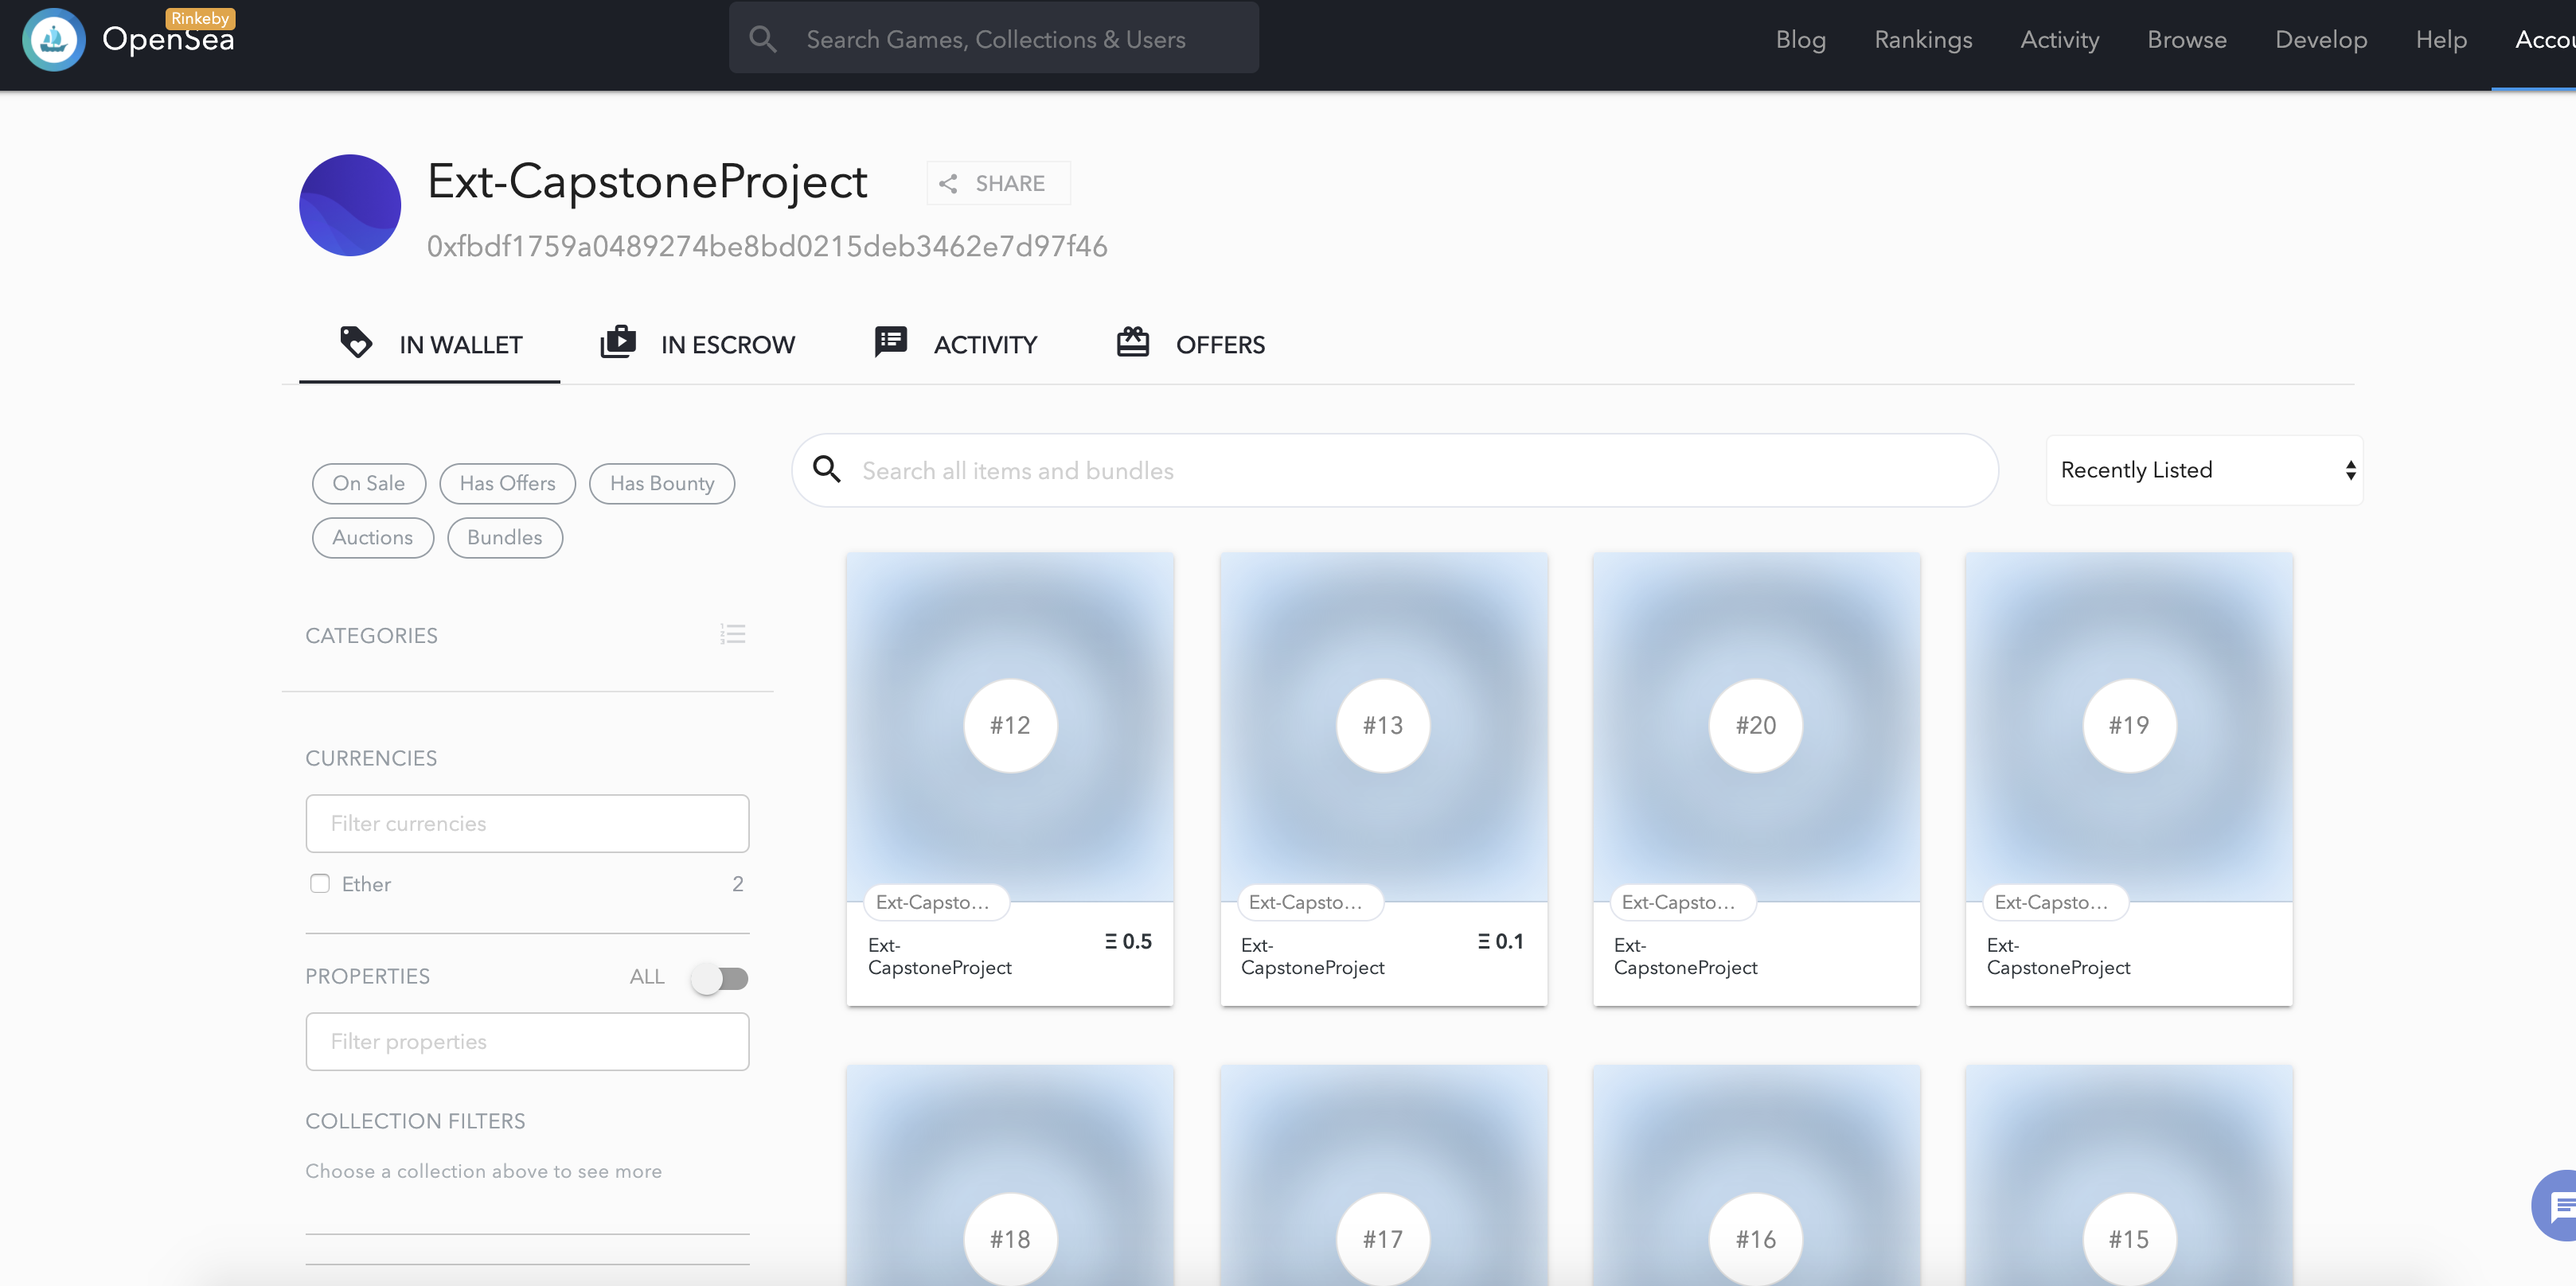 Rinkeby
OpenSea
Search Games, Collections & Users
Blog Rankings Activity Browse Develop Help
Ext-CapstoneProject
SHARE
0xfbdf1759a0489274be8bd0215deb3462e7d97f46
IN WALLET IN ESCROW ACTIVITY OFFERS
On Sale Has Offers Has Bounty
Auctions Bundles
Search all items and bundles
Recently Listed
CATEGORIES
CURRENCIES
Filter currencies
Ether 2
PROPERTIES ALL
Filter properties
COLLECTION FILTERS
Choose a collection above to see more
#12 #13 #20 #19
Ext-Capsto... Ext-Capsto... Ext-Capsto... Ext-Capsto...
Ext- Ξ 0.5 Ext- Ξ 0.1 Ext- Ext-
CapstoneProject CapstoneProject CapstoneProject CapstoneProject
#18 #17 #16 #15